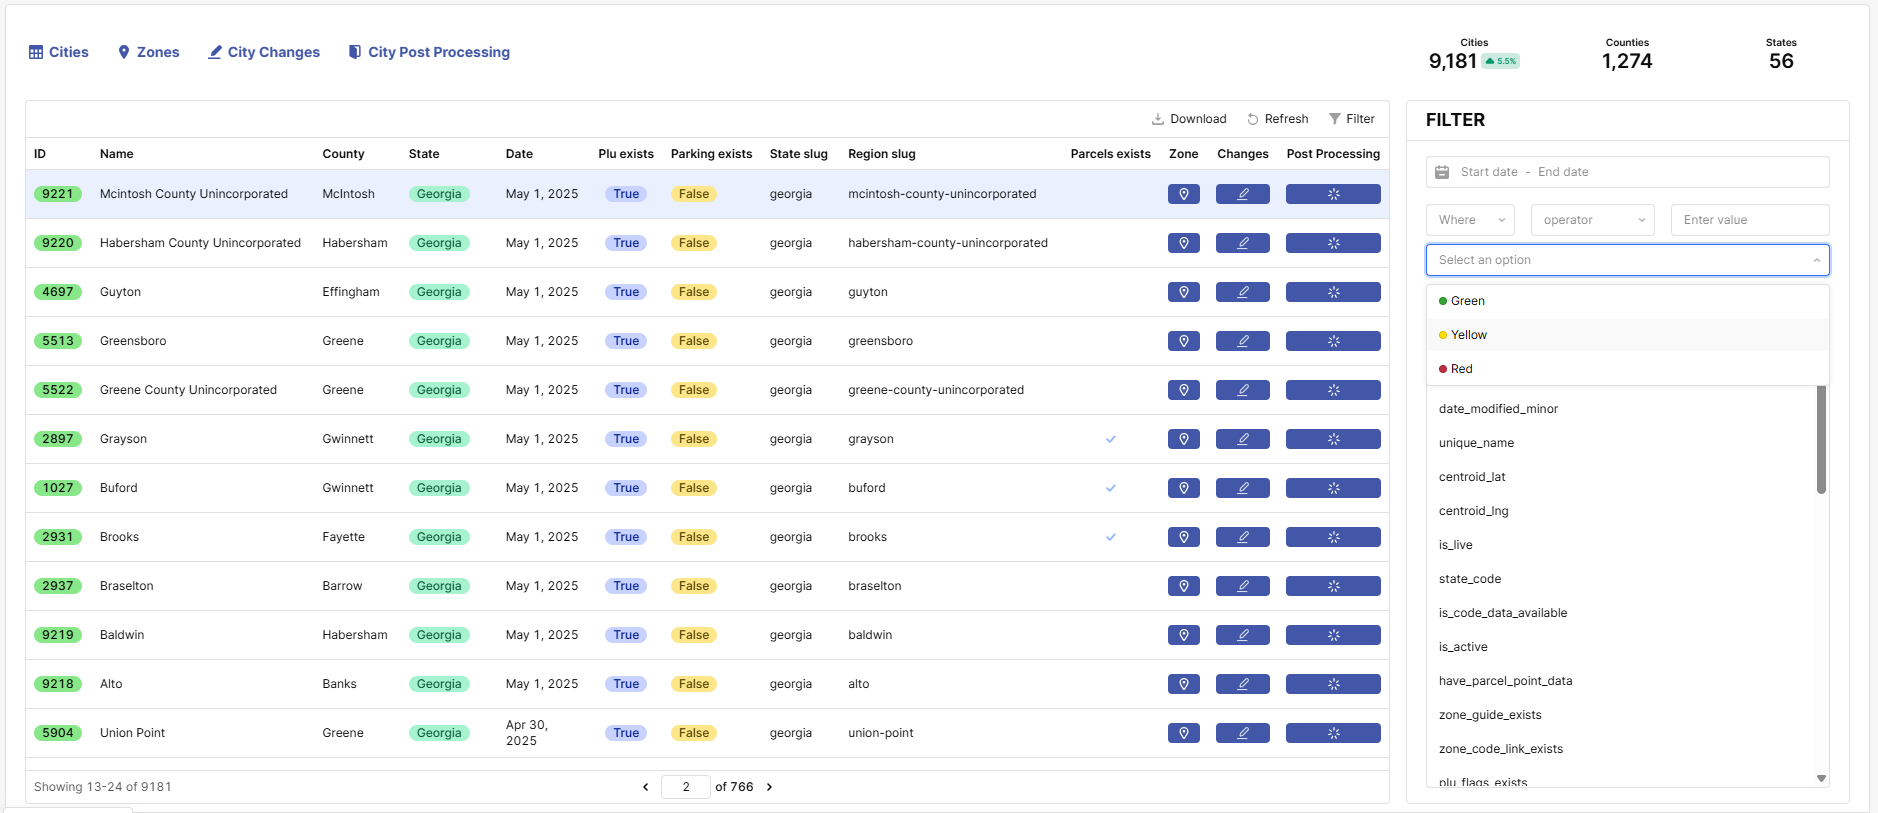 Cities Zones City Changes City Post Processing
Cities Counties States
9,181 5.5% 1,274 56
Download Refresh Filter
ID Name County State Date Plu exists Parking exists State slug Region slug Parcels exists Zone Changes Post Processing
9221 Mcintosh County Unincorporated McIntosh Georgia May 1, 2025 True False georgia mcintosh-county-unincorporated
9220 Habersham County Unincorporated Habersham Georgia May 1, 2025 True False georgia habersham-county-unincorporated
4697 Guyton Effingham Georgia May 1, 2025 True False georgia guyton
5513 Greensboro Greene Georgia May 1, 2025 True False georgia greensboro
5522 Greene County Unincorporated Greene Georgia May 1, 2025 True False georgia greene-county-unincorporated
2897 Grayson Gwinnett Georgia May 1, 2025 True False georgia grayson
1027 Buford Gwinnett Georgia May 1, 2025 True False georgia buford
2931 Brooks Fayette Georgia May 1, 2025 True False georgia brooks
2937 Braselton Barrow Georgia May 1, 2025 True False georgia braselton
9219 Baldwin Habersham Georgia May 1, 2025 True False georgia baldwin
9218 Alto Banks Georgia May 1, 2025 True False georgia alto
5904 Union Point Greene Georgia Apr 30, 2025 True False georgia union-point
Showing 13-24 of 9181 2 of 766
FILTER
Start date - End date
Where operator Enter value
Select an option
Green
Yellow
Red
date_modified_minor
unique_name
centroid_lat
centroid_lng
is_live
state_code
is_code_data_available
is_active
have_parcel_point_data
zone_guide_exists
zone_code_link_exists
plu_flags_exists